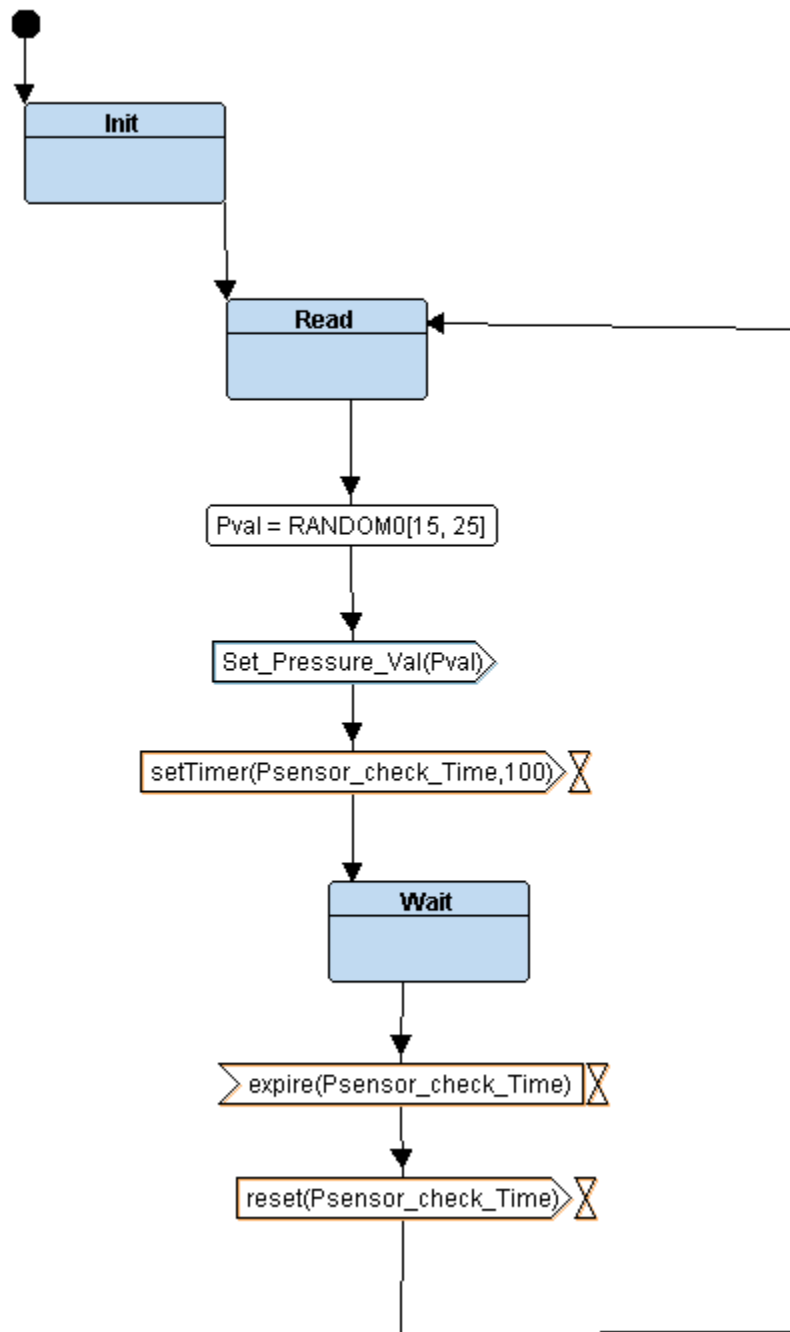 Init
Read
Pval = RANDOM0[15, 25]
Set_Pressure_Val(Pval)
setTimer(Psensor_check_Time,100)
Wait
expire(Psensor_check_Time)
reset(Psensor_check_Time)